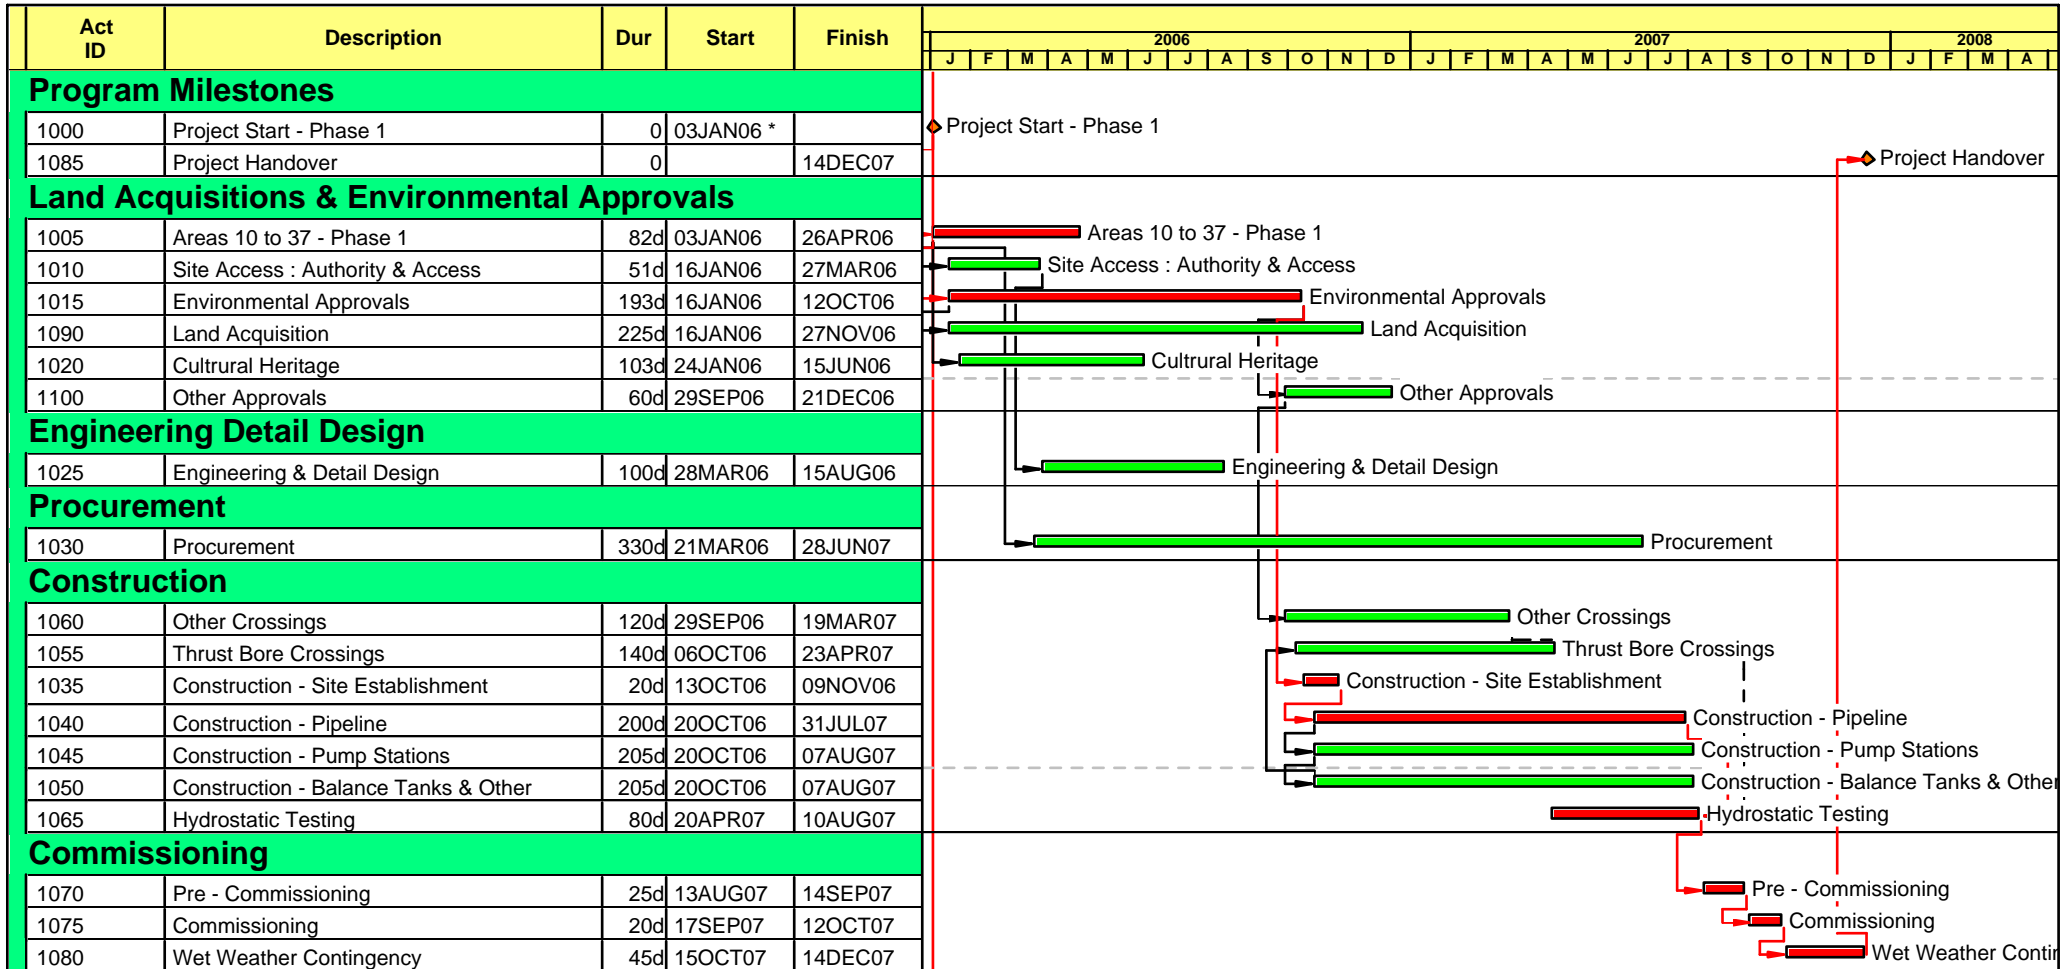 Act ID Description Dur Start Finish 2006 2007 2008
J F M A M J J A S O N D J F M A M J J A S O N D J F M A
Program Milestones
1000 Project Start - Phase 1 0 03JAN06 * Project Start - Phase 1
1085 Project Handover 0 14DEC07 Project Handover
Land Acquisitions & Environmental Approvals
1005 Areas 10 to 37 - Phase 1 82d 03JAN06 26APR06 Areas 10 to 37 - Phase 1
1010 Site Access : Authority & Access 51d 16JAN06 27MAR06 Site Access : Authority & Access
1015 Environmental Approvals 193d 16JAN06 12OCT06 Environmental Approvals
1090 Land Acquisition 225d 16JAN06 27NOV06 Land Acquisition
1020 Cultrural Heritage 103d 24JAN06 15JUN06 Cultrural Heritage
1100 Other Approvals 60d 29SEP06 21DEC06 Other Approvals
Engineering Detail Design
1025 Engineering & Detail Design 100d 28MAR06 15AUG06 Engineering & Detail Design
Procurement
1030 Procurement 330d 21MAR06 28JUN07 Procurement
Construction
1060 Other Crossings 120d 29SEP06 19MAR07 Other Crossings
1055 Thrust Bore Crossings 140d 06OCT06 23APR07 Thrust Bore Crossings
1035 Construction - Site Establishment 20d 13OCT06 09NOV06 Construction - Site Establishment
1040 Construction - Pipeline 200d 20OCT06 31JUL07 Construction - Pipeline
1045 Construction - Pump Stations 205d 20OCT06 07AUG07 Construction - Pump Stations
1050 Construction - Balance Tanks & Other 205d 20OCT06 07AUG07 Construction - Balance Tanks & Other
1065 Hydrostatic Testing 80d 20APR07 10AUG07 Hydrostatic Testing
Commissioning
1070 Pre - Commissioning 25d 13AUG07 14SEP07 Pre - Commissioning
1075 Commissioning 20d 17SEP07 12OCT07 Commissioning
1080 Wet Weather Contingency 45d 15OCT07 14DEC07 Wet Weather Contin